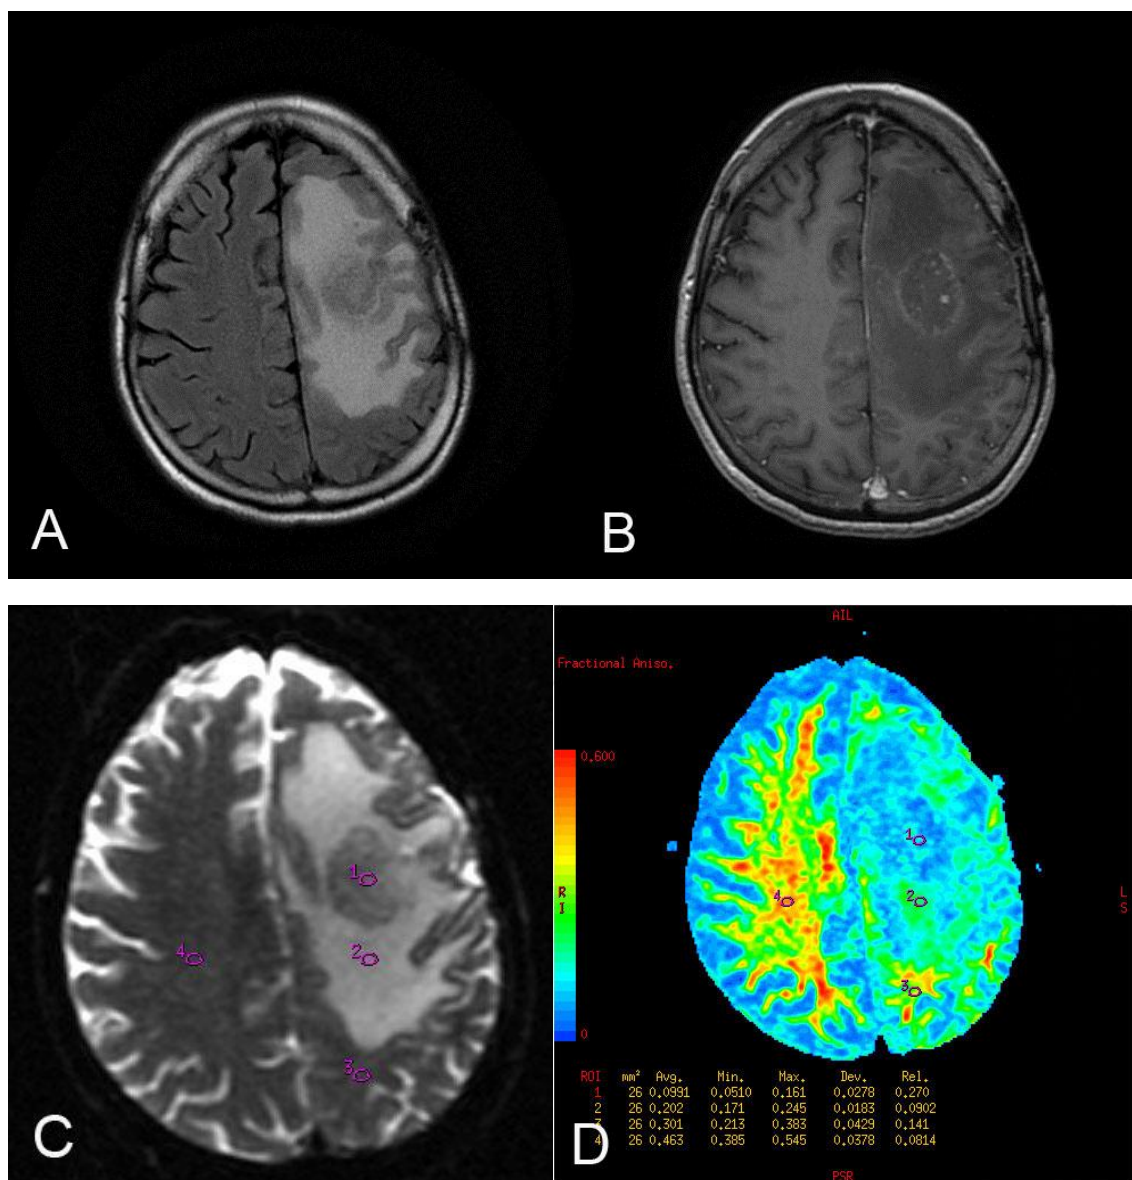 A
B
C
1
2
3
4
AIL
Fractional Aniso.
0.600
R
I
L
S
0
1
2
3
4
ROI mm² Avg. Min. Max. Dev. Rel.
1 26 0.0991 0.0510 0.161 0.0278 0.270
2 26 0.202 0.171 0.245 0.0183 0.0902
3 26 0.301 0.213 0.383 0.0429 0.141
4 26 0.463 0.385 0.545 0.0378 0.0814
D
PSR